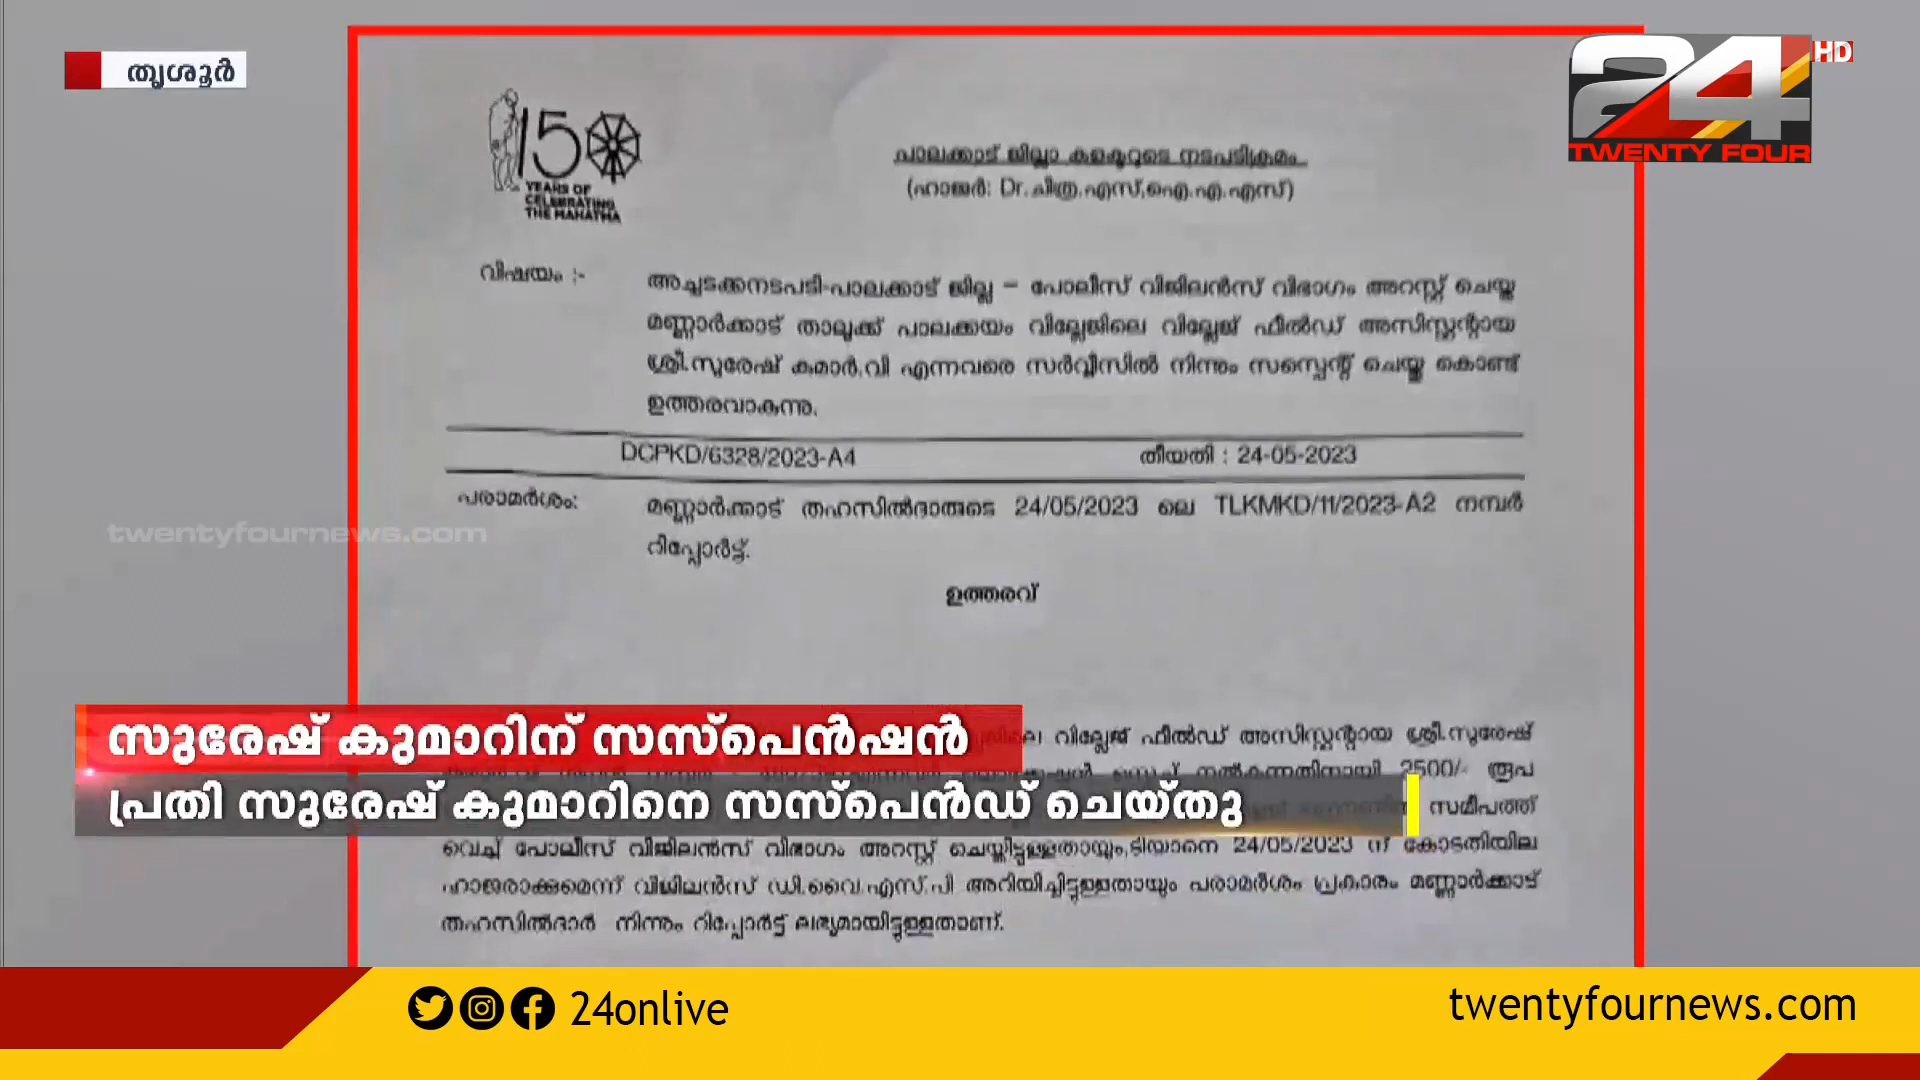 തൃശൂർ
24 HD
TWENTY FOUR
150
YEARS OF
CELEBRATING
THE MAHATMA
പാലക്കാട് ജില്ലാ കളക്ടറുടെ നടപടിക്രമം
(ഹാജർ: Dr.ചിത്ര.എസ്,ഐ.എ.എസ്)
വിഷയം :-
അച്ചടക്കനടപടി-പാലക്കാട് ജില്ല – പോലീസ് വിജിലൻസ് വിഭാഗം അറസ്റ്റ് ചെയ്ത
മണ്ണാർക്കാട് താലൂക്ക് പാലക്കയം വില്ലേജിലെ വില്ലേജ് ഫീൽഡ് അസിസ്റ്റന്റായ
ശ്രീ.സുരേഷ് കുമാർ.വി എന്നവരെ സർവ്വീസിൽ നിന്നും സസ്പെന്റ് ചെയ്തു കൊണ്ട്
ഉത്തരവാകുന്നു.
DCPKD/6328/2023-A4 തീയതി : 24-05-2023
പരാമർശം:
മണ്ണാർക്കാട് തഹസിൽദാരുടെ 24/05/2023 ലെ TLKMKD/11/2023-A2 നമ്പർ
റിപ്പോർട്ട്.
twentyfournews.com
ഉത്തരവ്
വില്ലേജ് ഫീൽഡ് അസിസ്റ്റന്റായ ശ്രീ.സുരേഷ്
നൽകുന്നതിനായി 2500/- രൂപ
സമീപത്ത്
സുരേഷ് കുമാറിന് സസ്പെൻഷൻ
പ്രതി സുരേഷ് കുമാറിനെ സസ്പെൻഡ് ചെയ്തു
വെച്ച് പോലീസ് വിജിലൻസ് വിഭാഗം അറസ്റ്റ് ചെയ്തിട്ടുള്ളതായും,ടിയാനെ 24/05/2023 ന് കോടതിയില
ഹാജരാക്കുമെന്ന് വിജിലൻസ് ഡി.വൈ.എസ്.പി അറിയിച്ചിട്ടുള്ളതായും പരാമർശം പ്രകാരം മണ്ണാർക്കാട്
തഹസിൽദാർ നിന്നും റിപ്പോർട്ട് ലഭ്യമായിട്ടുള്ളതാണ്.
24onlive
twentyfournews.com